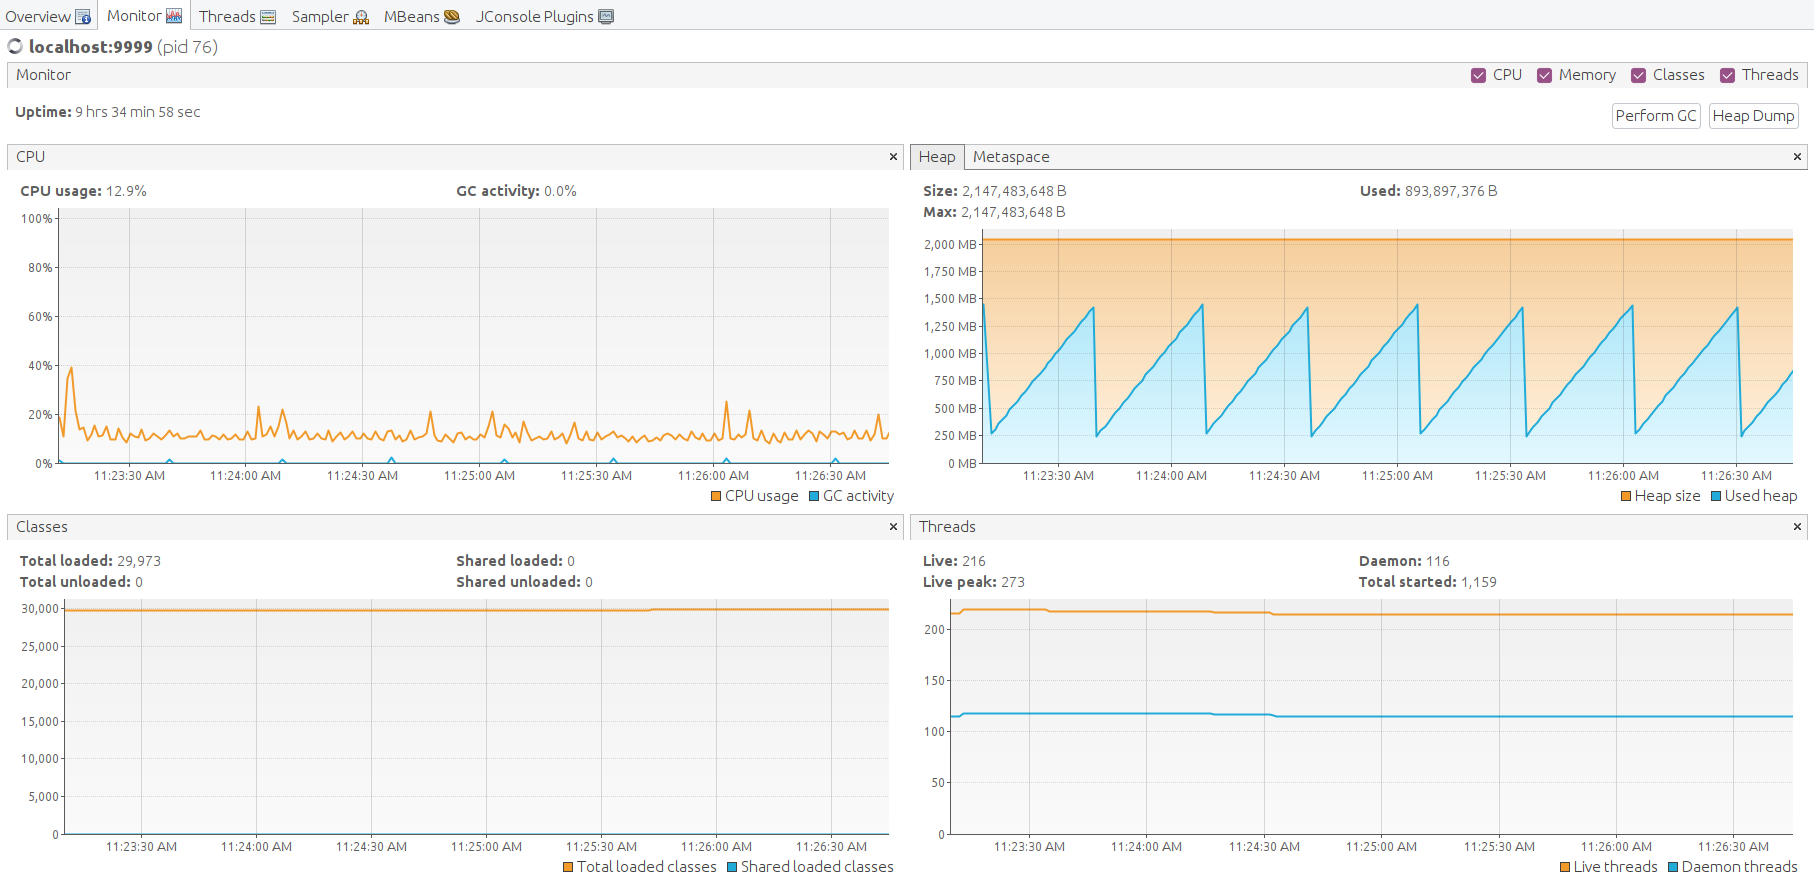 Overview Monitor Threads Sampler MBeans JConsole Plugins
localhost:9999 (pid 76)
Monitor CPU Memory Classes Threads
Uptime: 9 hrs 34 min 58 sec
Perform GC Heap Dump
CPU
CPU usage: 12.9% GC activity: 0.0%
100%
80%
60%
40%
20%
0%
11:23:30 AM 11:24:00 AM 11:24:30 AM 11:25:00 AM 11:25:30 AM 11:26:00 AM 11:26:30 AM
CPU usage GC activity
Heap Metaspace
Size: 2,147,483,648 B Used: 893,897,376 B
Max: 2,147,483,648 B
2,000 MB
1,750 MB
1,500 MB
1,250 MB
1,000 MB
750 MB
500 MB
250 MB
0 MB
11:23:30 AM 11:24:00 AM 11:24:30 AM 11:25:00 AM 11:25:30 AM 11:26:00 AM 11:26:30 AM
Heap size Used heap
Classes
Total loaded: 29,973 Shared loaded: 0
Total unloaded: 0 Shared unloaded: 0
30,000
25,000
20,000
15,000
10,000
5,000
0
11:23:30 AM 11:24:00 AM 11:24:30 AM 11:25:00 AM 11:25:30 AM 11:26:00 AM 11:26:30 AM
Total loaded classes Shared loaded classes
Threads
Live: 216 Daemon: 116
Live peak: 273 Total started: 1,159
200
150
100
50
0
11:23:30 AM 11:24:00 AM 11:24:30 AM 11:25:00 AM 11:25:30 AM 11:26:00 AM 11:26:30 AM
Live threads Daemon threads